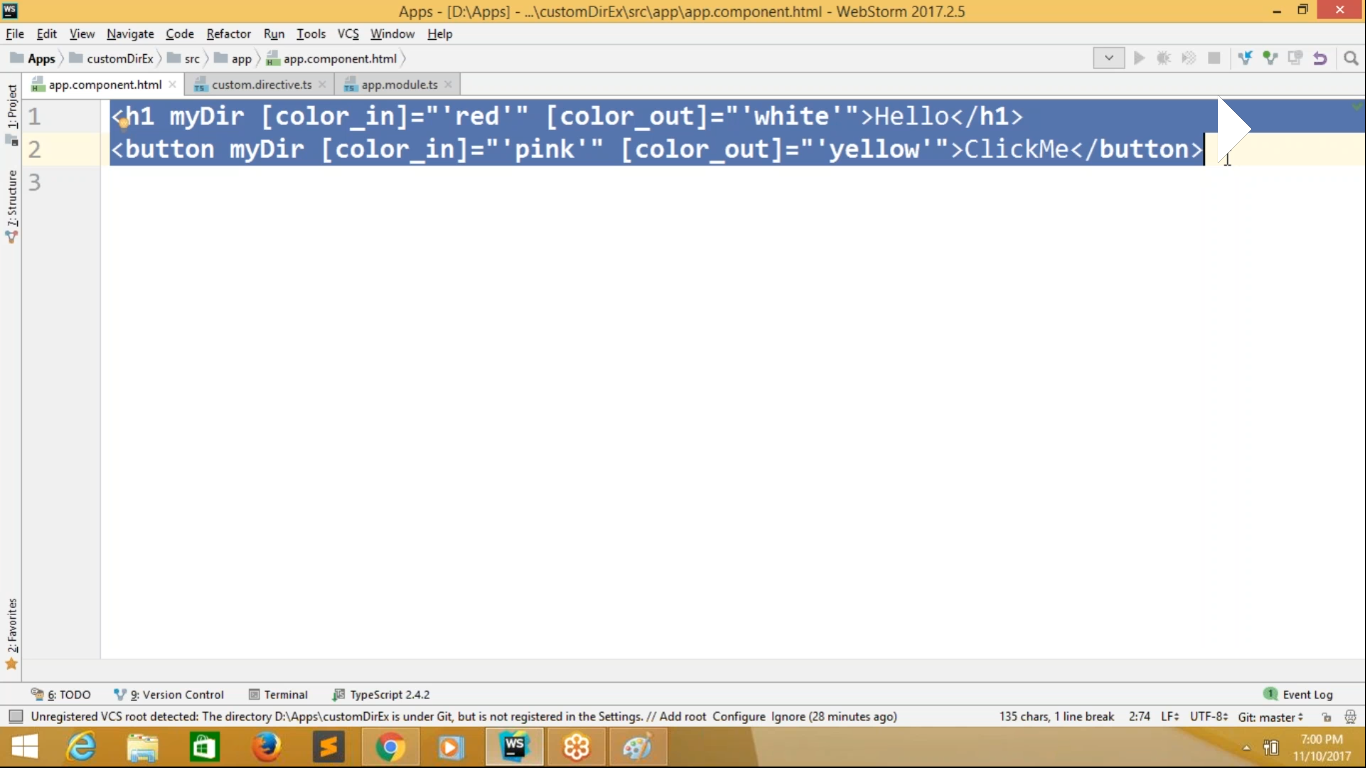 Apps - [D:\Apps] - ...\customDirEx\src\app\app.component.html - WebStorm 2017.2.5
File Edit View Navigate Code Refactor Run Tools VCS Window Help
Apps customDirEx src app app.component.html
app.component.html custom.directive.ts app.module.ts
1: Project
1 <h1 myDir [color_in]="'red'" [color_out]="'white'">Hello</h1>
2 <button myDir [color_in]="'pink'" [color_out]="'yellow'">ClickMe</button>
3
7: Structure
2: Favorites
6: TODO 9: Version Control Terminal TypeScript 2.4.2 1 Event Log
Unregistered VCS root detected: The directory D:\Apps\customDirEx is under Git, but is not registered in the Settings. // Add root Configure Ignore (28 minutes ago) 135 chars, 1 line break 2:74 LF UTF-8 Git: master
WS
7:00 PM
11/10/2017